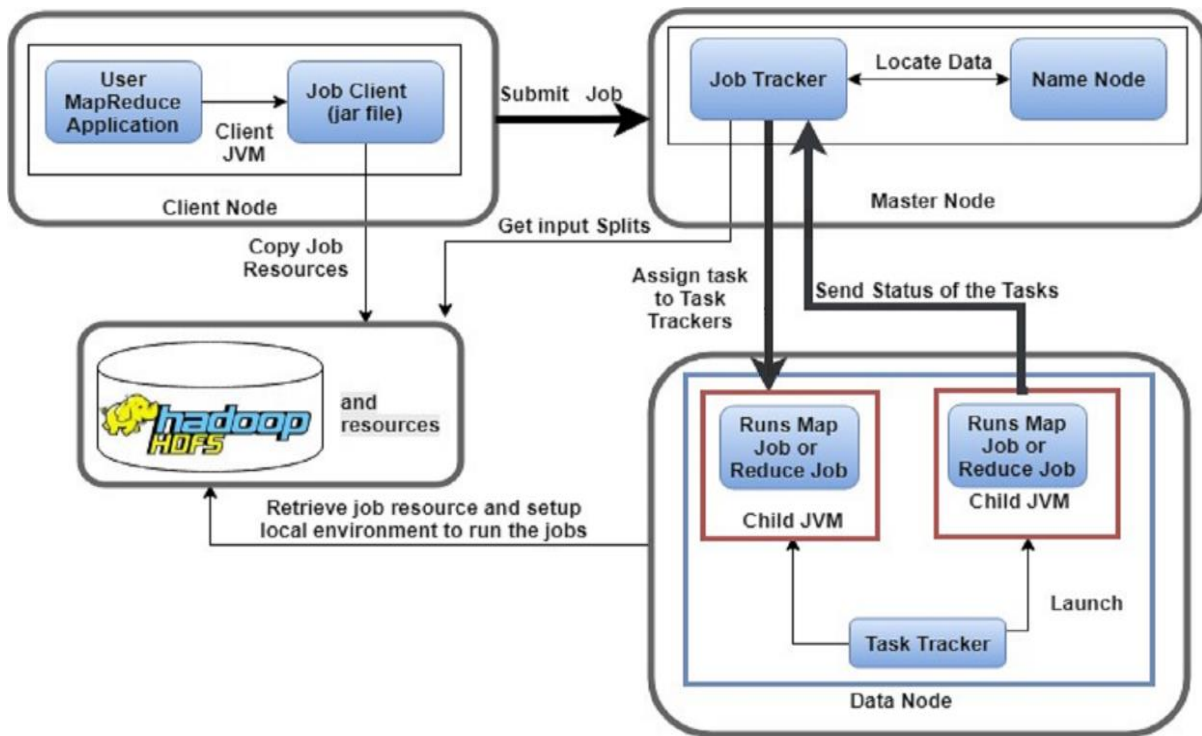 User
MapReduce
Application
Client
JVM
Job Client
(jar file)
Client Node
Submit Job
Job Tracker
Locate Data
Name Node
Master Node
Copy Job
Resources
Get input Splits
Assign task
to Task
Trackers
Send Status of the Tasks
hadoop
HDFS
and
resources
Retrieve job resource and setup
local environment to run the jobs
Runs Map
Job or
Reduce Job
Child JVM
Runs Map
Job or
Reduce Job
Child JVM
Launch
Task Tracker
Data Node